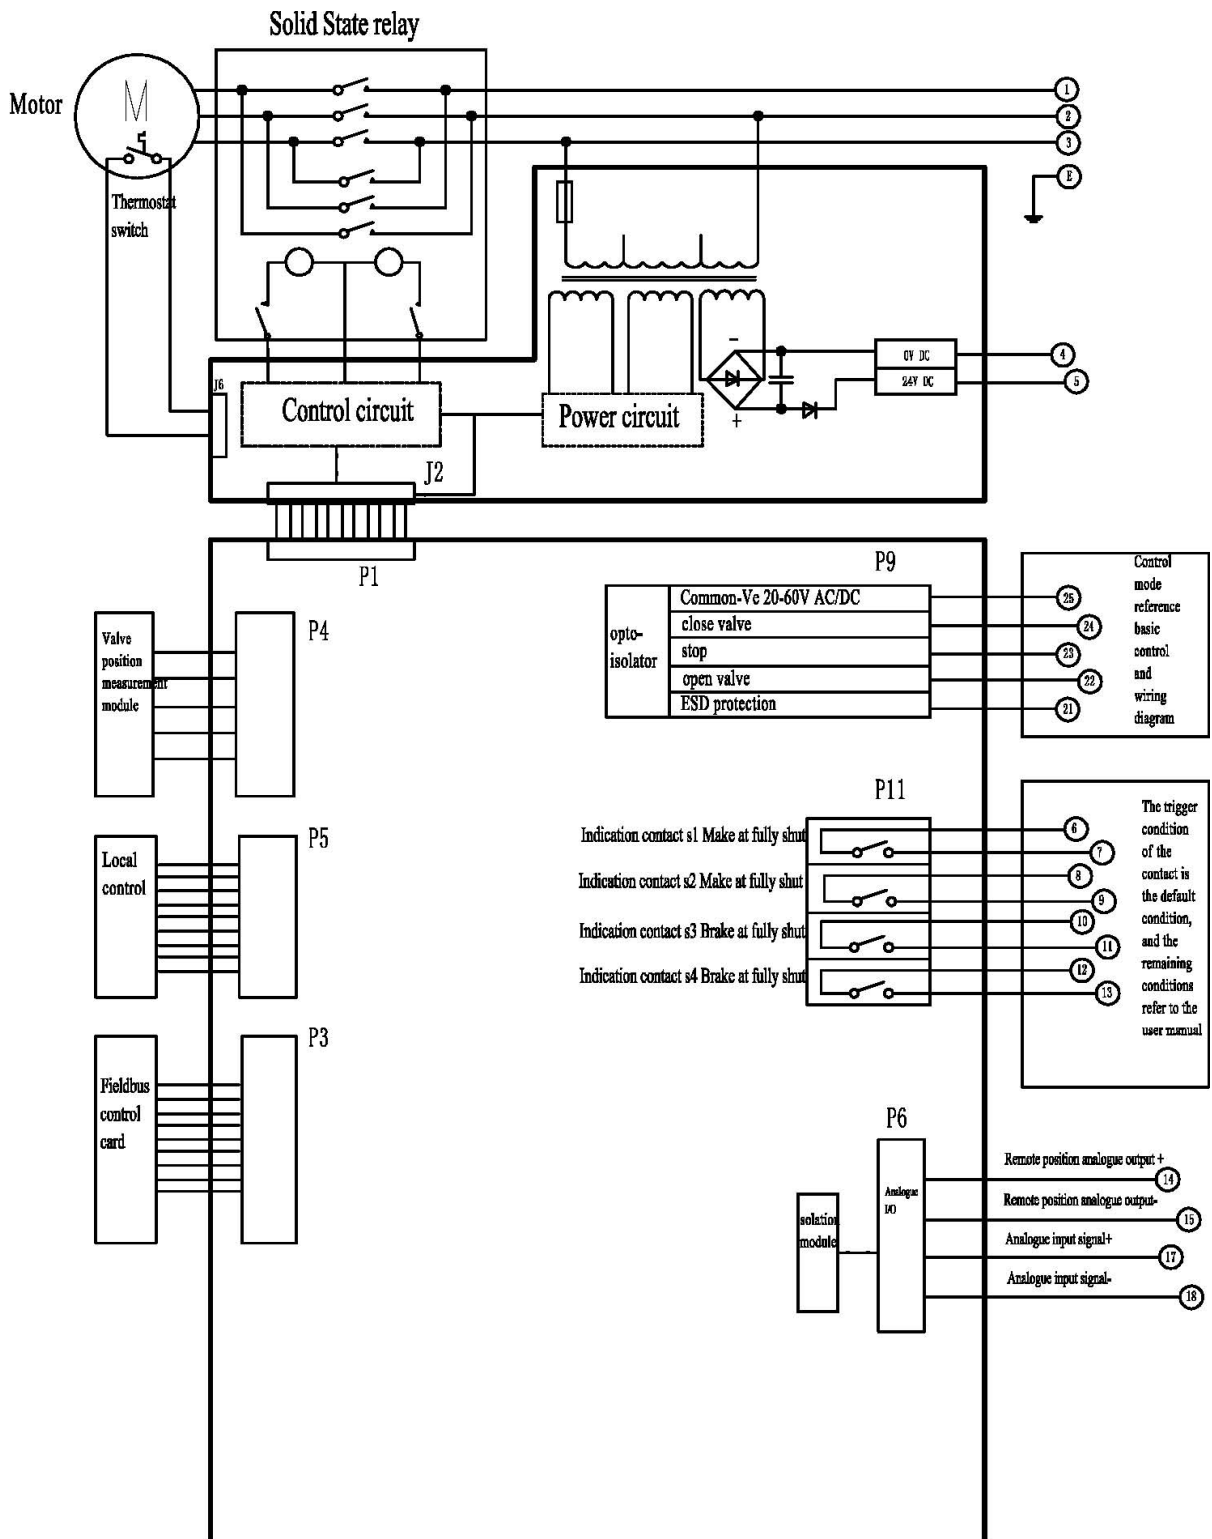 Solid State relay
Motor
M
Thermostat
switch
1
2
3
E
J6
Control circuit
Power circuit
-
+
0V DC
24V DC
4
5
J2
P1
P9
opto-
isolator
Common-Ve 20-60V AC/DC
close valve
stop
open valve
ESD protection
25
24
23
22
21
Control
mode
reference
basic
control
and
wiring
diagram
Valve
position
measurement
module
P4
Local
control
P5
Fieldbus
control
card
P3
P11
Indication contact s1 Make at fully shut
Indication contact s2 Make at fully shut
Indication contact s3 Brake at fully shut
Indication contact s4 Brake at fully shut
6
7
8
9
10
11
12
13
The trigger
condition
of the
contact is
the default
condition,
and the
remaining
conditions
refer to the
user manual
P6
solation
module
Analogue
I/O
Remote position analogue output +
14
Remote position analogue output-
15
Analogue input signal+
17
Analogue input signal-
18